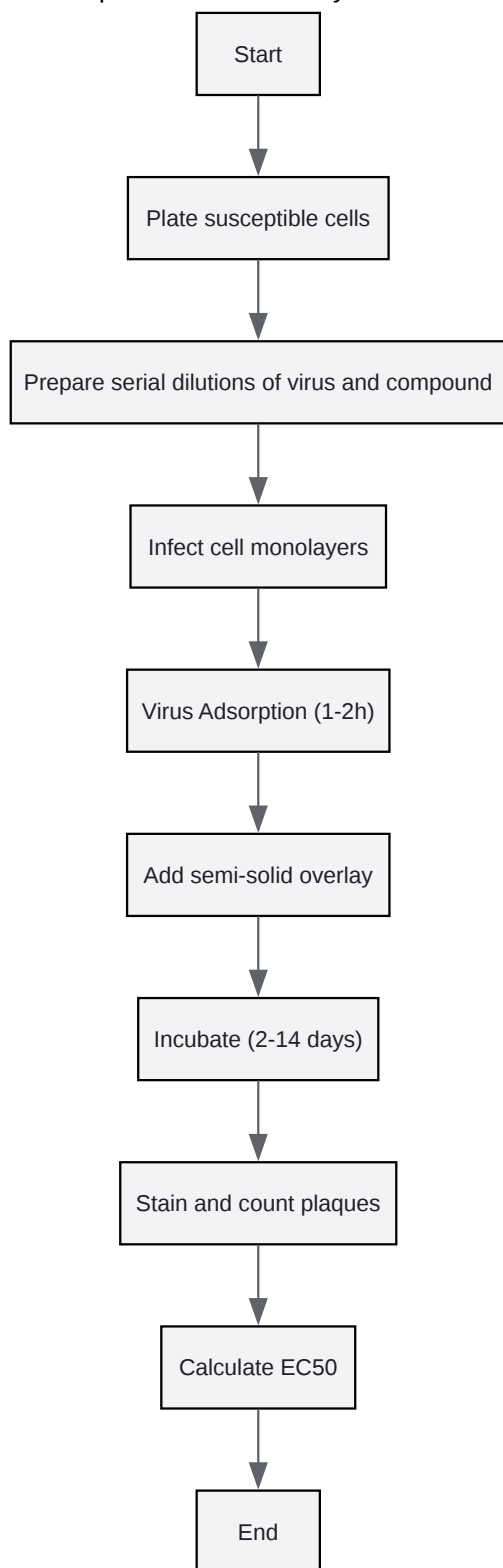 Start
Plate susceptible cells
Prepare serial dilutions of virus and compound
Infect cell monolayers
Virus Adsorption (1-2h)
Add semi-solid overlay
Incubate (2-14 days)
Stain and count plaques
Calculate EC50
End